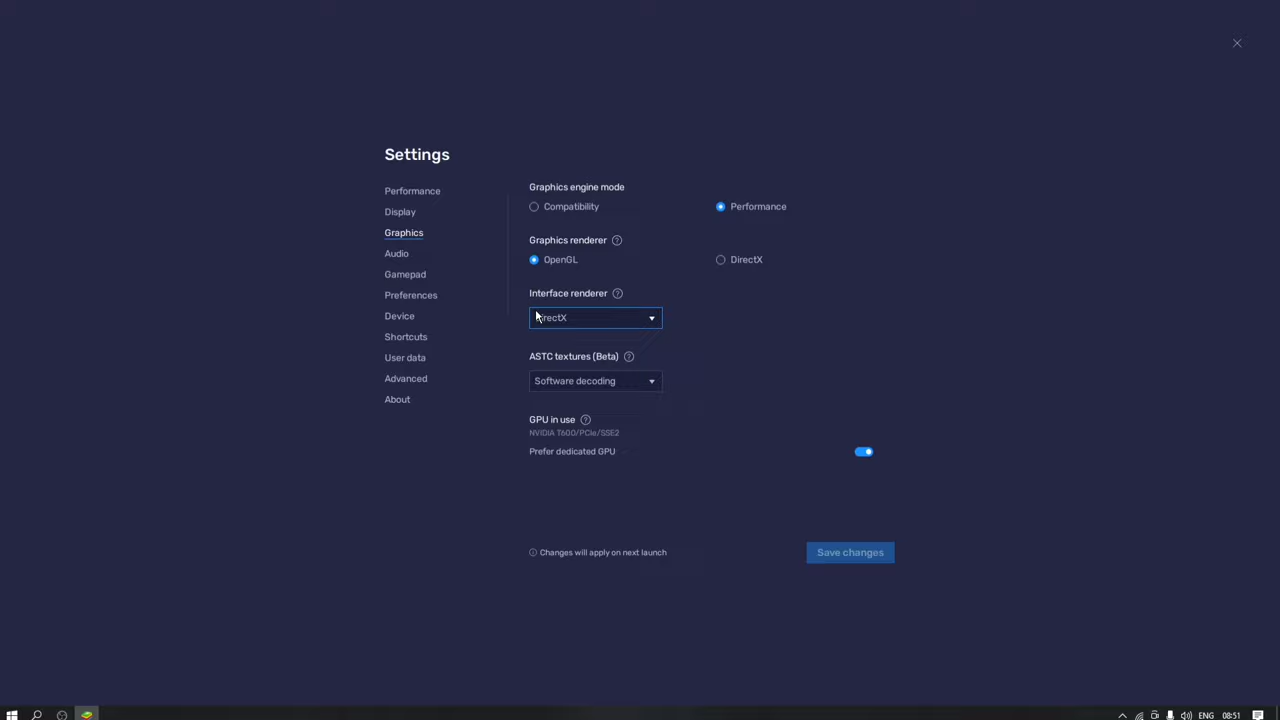 Settings
Performance
Display
Graphics
Audio
Gamepad
Preferences
Device
Shortcuts
User data
Advanced
About
Graphics engine mode
Compatibility
Performance
Graphics renderer ?
OpenGL
DirectX
Interface renderer ?
DirectX
ASTC textures (Beta) ?
Software decoding
GPU in use ?
NVIDIA T600/PCIe/SSE2
Prefer dedicated GPU
Changes will apply on next launch
Save changes
ENG 08:51